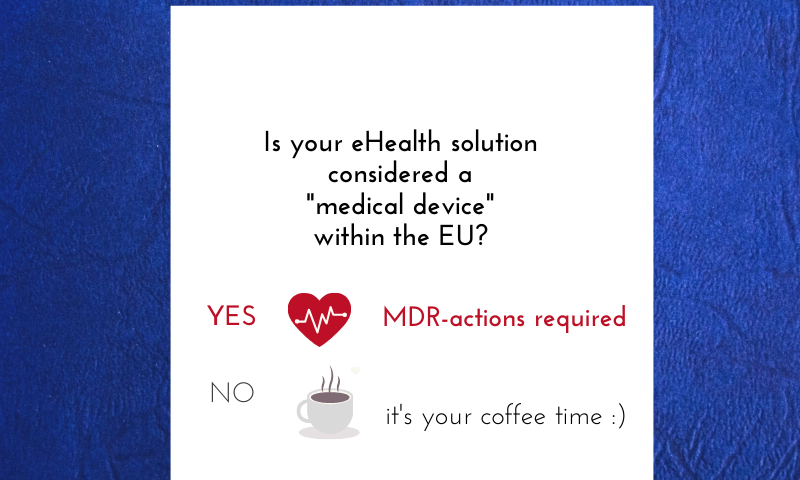 Is your eHealth solution
considered a
"medical device"
within the EU?
YES MDR-actions required
NO it's your coffee time :)